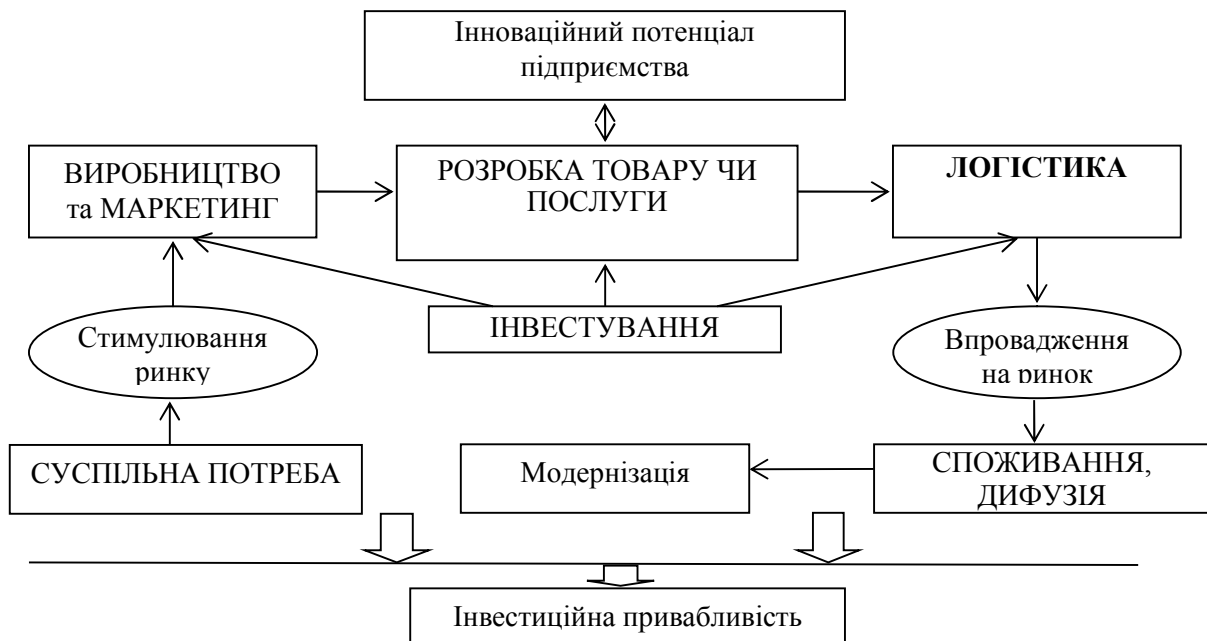 Інноваційний потенціал
підприємства
ВИРОБНИЦТВО
та МАРКЕТИНГ
РОЗРОБКА ТОВАРУ ЧИ
ПОСЛУГИ
ЛОГІСТИКА
ІНВЕСТУВАННЯ
Стимулювання
ринку
Впровадження
на ринок
СУСПІЛЬНА ПОТРЕБА
Модернізація
СПОЖИВАННЯ,
ДИФУЗІЯ
Інвестиційна привабливість